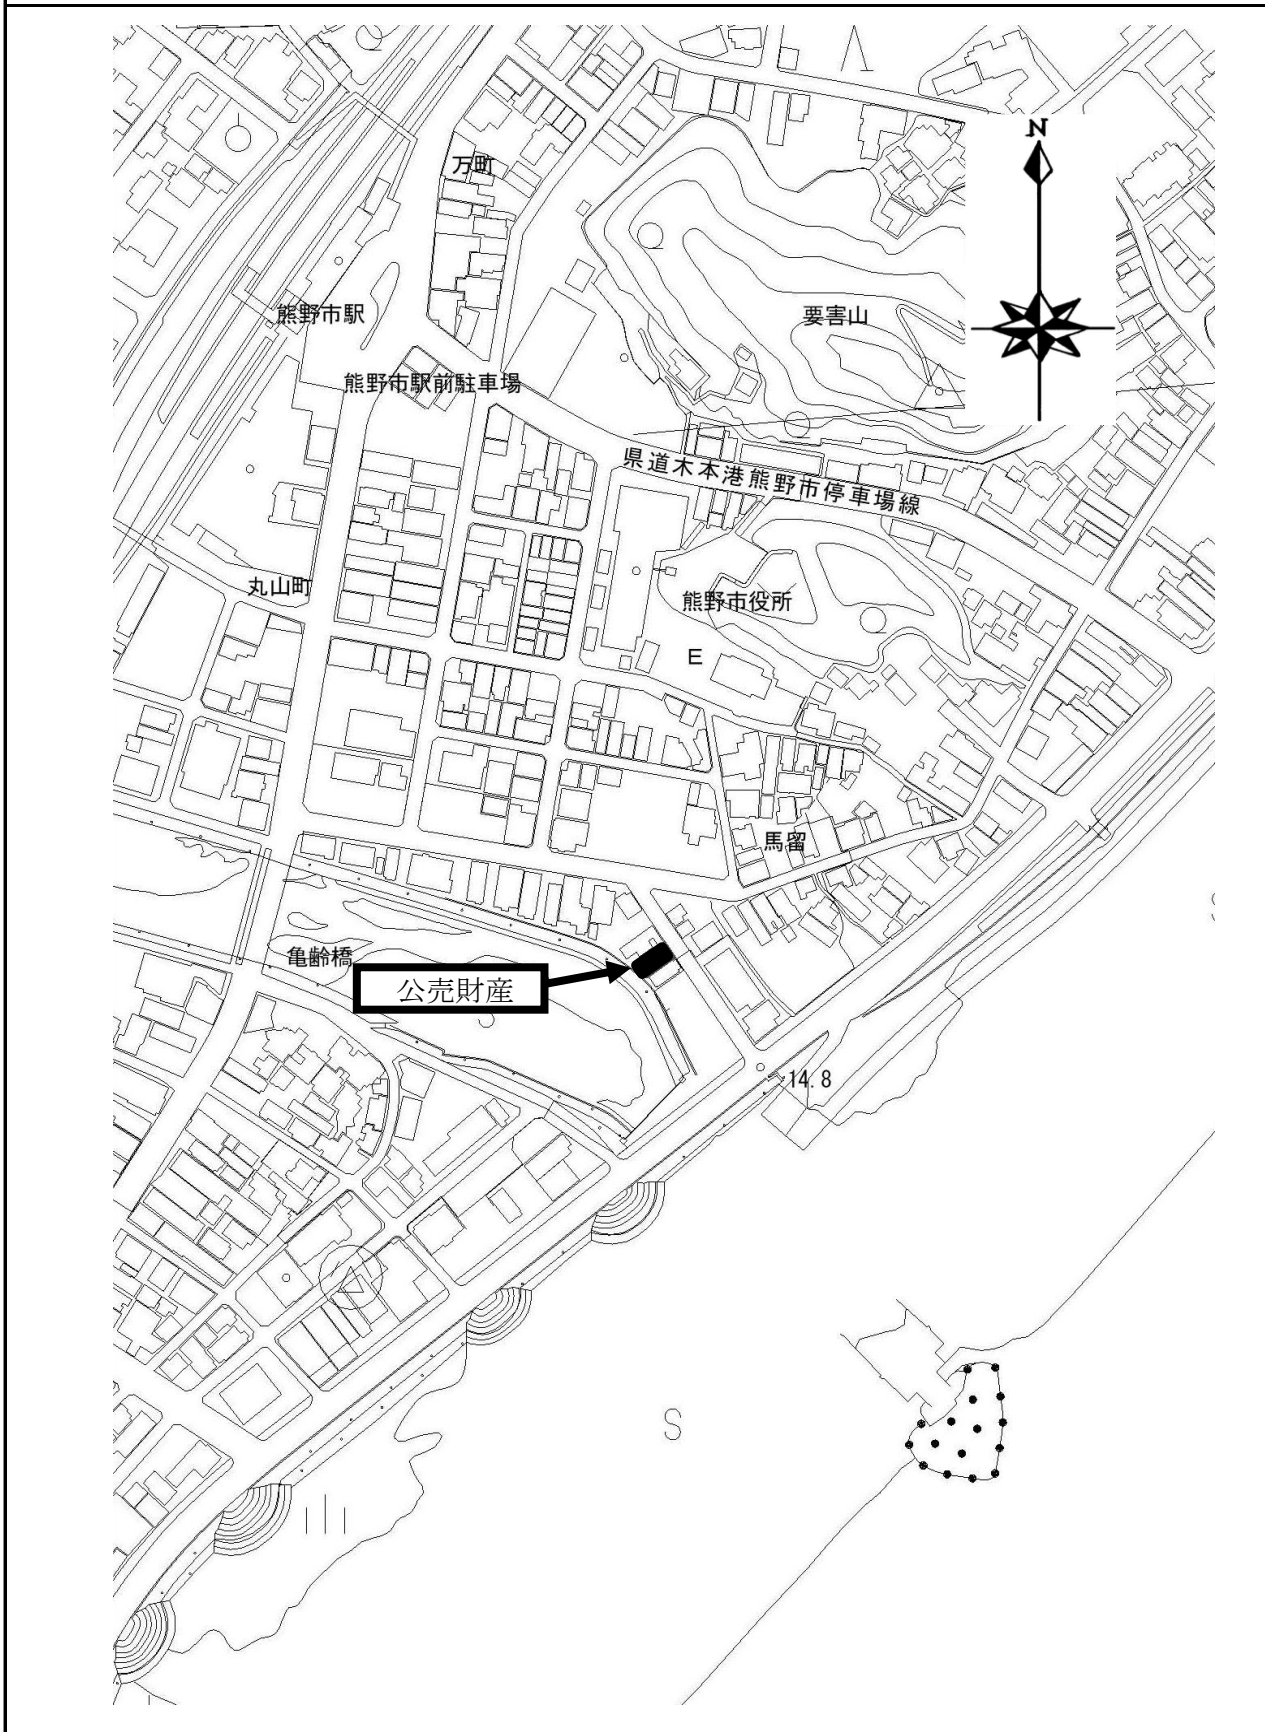 N
万町
熊野市駅
要害山
熊野市駅前駐車場
県道木本港熊野市停車場線
丸山町
熊野市役所
E
馬留
亀齢橋
公売財産
14.8
S